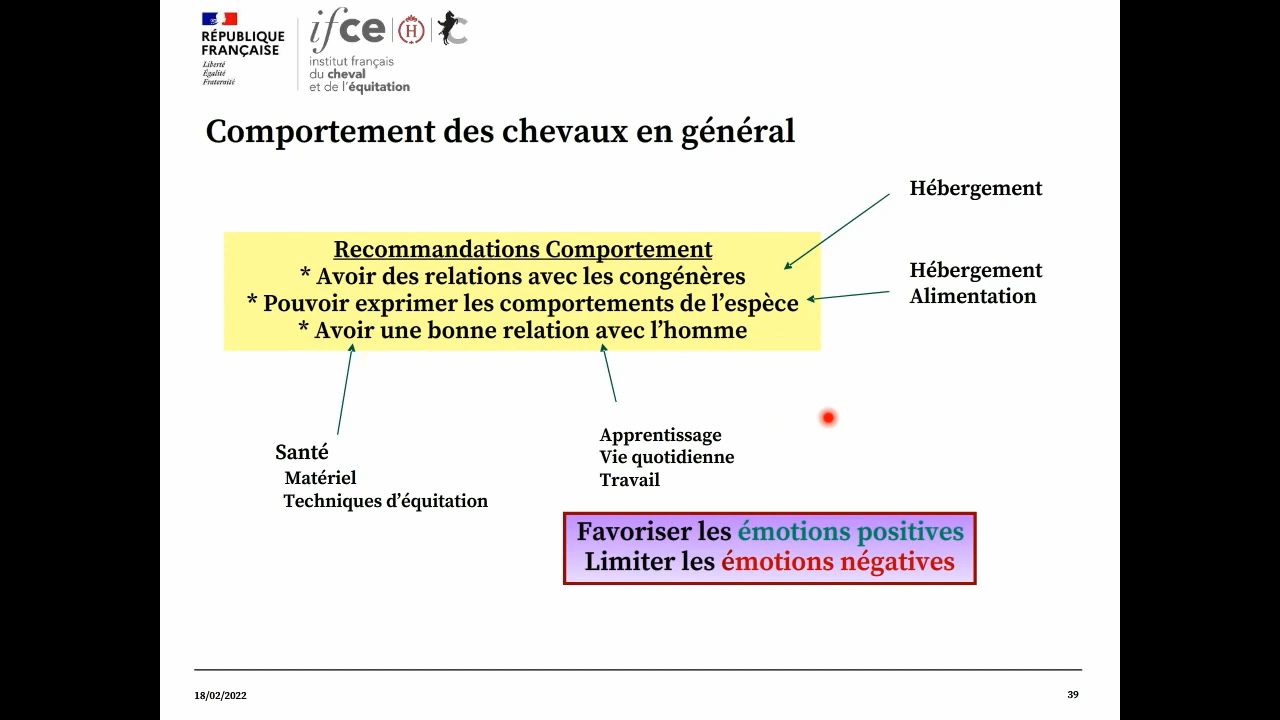 RÉPUBLIQUE
FRANÇAISE
Liberté
Égalité
Fraternité
ifce
H
institut français
du cheval
et de l'équitation
Comportement des chevaux en général
Hébergement
Recommandations Comportement
* Avoir des relations avec les congénères
* Pouvoir exprimer les comportements de l'espèce
* Avoir une bonne relation avec l'homme
Hébergement
Alimentation
Santé
Matériel
Techniques d'équitation
Apprentissage
Vie quotidienne
Travail
Favoriser les émotions positives
Limiter les émotions négatives
18/02/2022
39